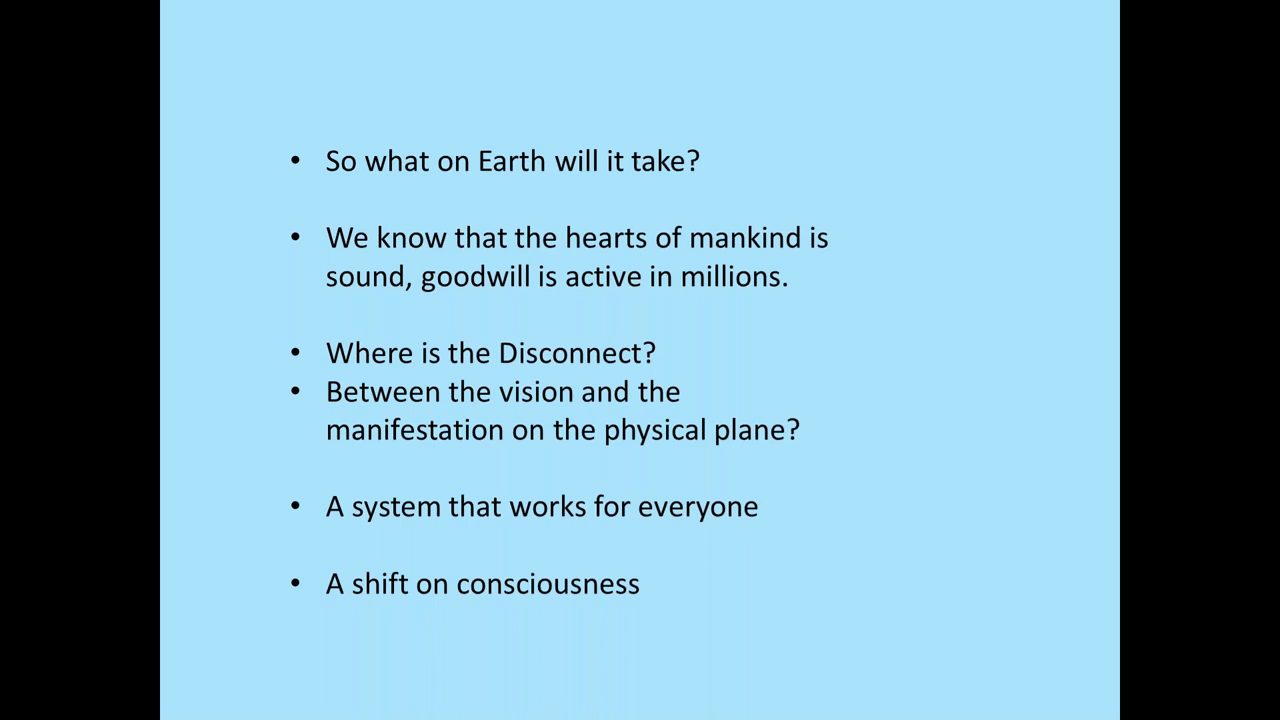 • So what on Earth will it take?
• We know that the hearts of mankind is
sound, goodwill is active in millions.
• Where is the Disconnect?
• Between the vision and the
manifestation on the physical plane?
• A system that works for everyone
• A shift on consciousness